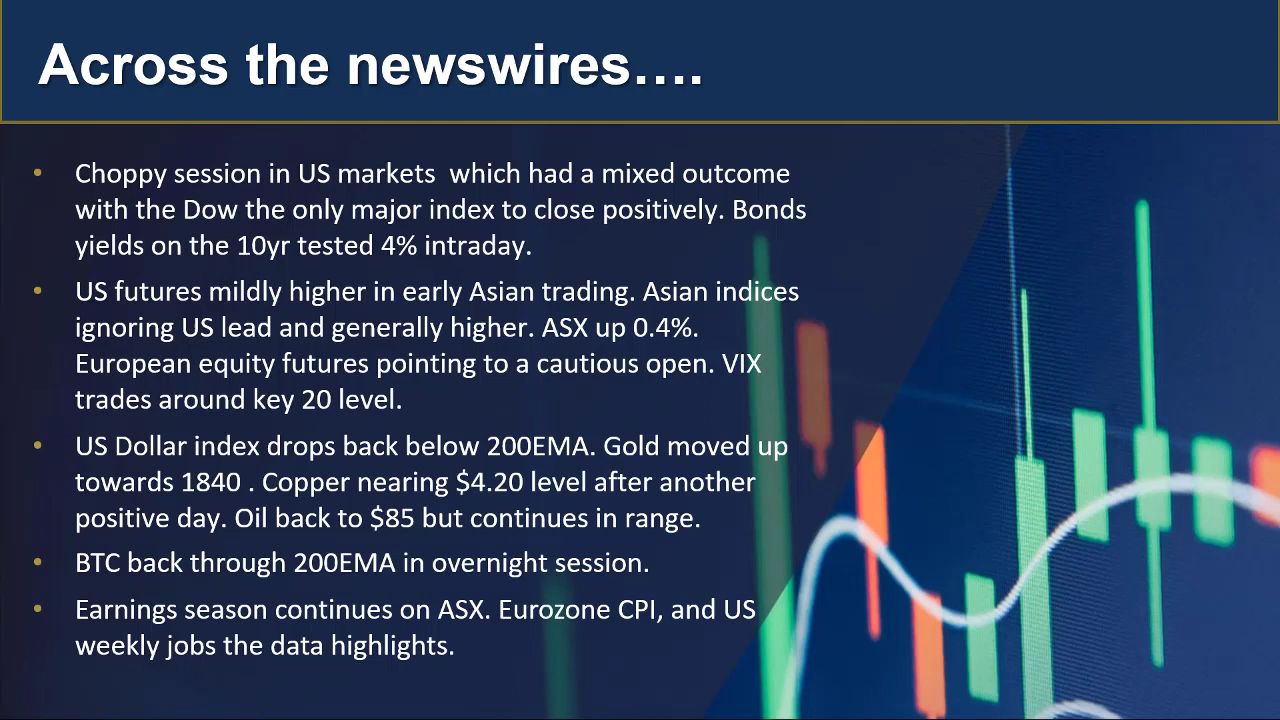 Across the newswires….
• Choppy session in US markets  which had a mixed outcome
with the Dow the only major index to close positively. Bonds
yields on the 10yr tested 4% intraday.
• US futures mildly higher in early Asian trading. Asian indices
ignoring US lead and generally higher. ASX up 0.4%.
European equity futures pointing to a cautious open. VIX
trades around key 20 level.
• US Dollar index drops back below 200EMA. Gold moved up
towards 1840 . Copper nearing $4.20 level after another
positive day. Oil back to $85 but continues in range.
• BTC back through 200EMA in overnight session.
• Earnings season continues on ASX. Eurozone CPI, and US
weekly jobs the data highlights.